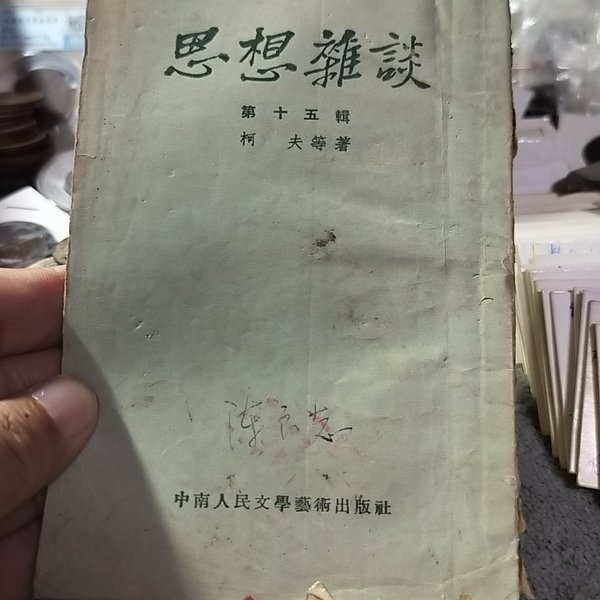 思想雜談
第十五輯
柯夫等著
中南人民文學藝術出版社